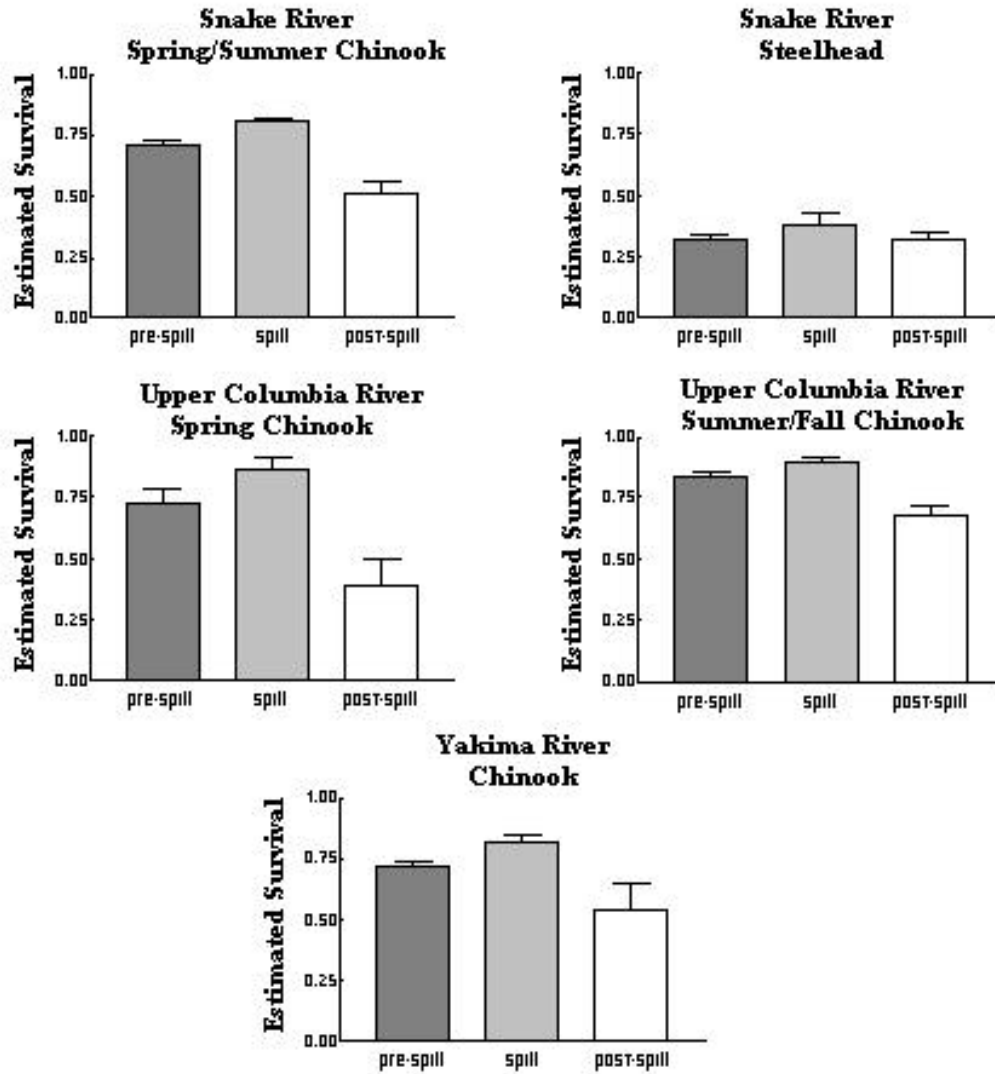 Snake River
Spring/Summer Chinook
Estimated Survival
1.00
0.75
0.50
0.25
0.00
pre-spill spill post-spill
Snake River
Steelhead
Estimated Survival
1.00
0.75
0.50
0.25
0.00
pre-spill spill post-spill
Upper Columbia River
Spring Chinook
Estimated Survival
1.00
0.75
0.50
0.25
0.00
pre-spill spill post-spill
Upper Columbia River
Summer/Fall Chinook
Estimated Survival
1.00
0.75
0.50
0.25
0.00
pre-spill spill post-spill
Yakima River
Chinook
Estimated Survival
1.00
0.75
0.50
0.25
0.00
pre-spill spill post-spill